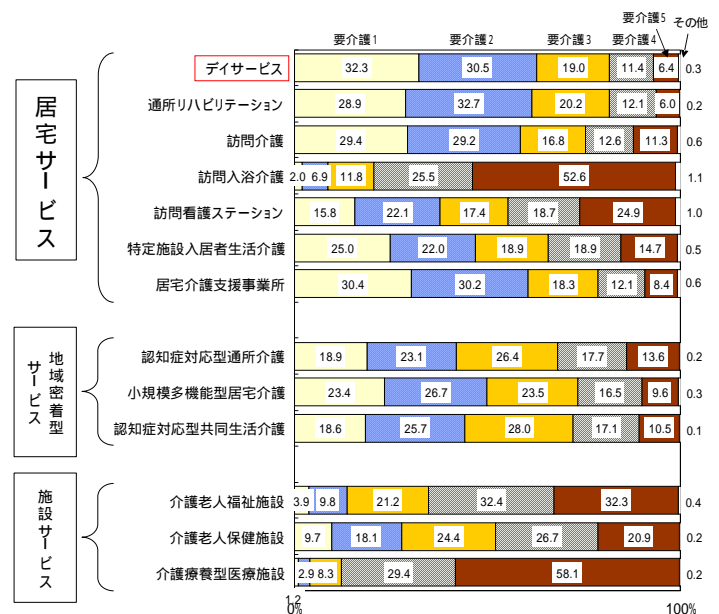 要介護5 その他
要介護1 要介護2 要介護3 要介護4
居宅サービス
デイサービス 32.3 30.5 19.0 11.4 6.4 0.3
通所リハビリテーション 28.9 32.7 20.2 12.1 6.0 0.2
訪問介護 29.4 29.2 16.8 12.6 11.3 0.6
訪問入浴介護 2.0 6.9 11.8 25.5 52.6 1.1
訪問看護ステーション 15.8 22.1 17.4 18.7 24.9 1.0
特定施設入居者生活介護 25.0 22.0 18.9 18.9 14.7 0.5
居宅介護支援事業所 30.4 30.2 18.3 12.1 8.4 0.6
地域密着型
サービス
認知症対応型通所介護 18.9 23.1 26.4 17.7 13.6 0.2
小規模多機能型居宅介護 23.4 26.7 23.5 16.5 9.6 0.3
認知症対応型共同生活介護 18.6 25.7 28.0 17.1 10.5 0.1
施設サービス
介護老人福祉施設 3.9 9.8 21.2 32.4 32.3 0.4
介護老人保健施設 9.7 18.1 24.4 26.7 20.9 0.2
介護療養型医療施設 2.9 8.3 29.4 58.1 0.2
1.2
0% 100%